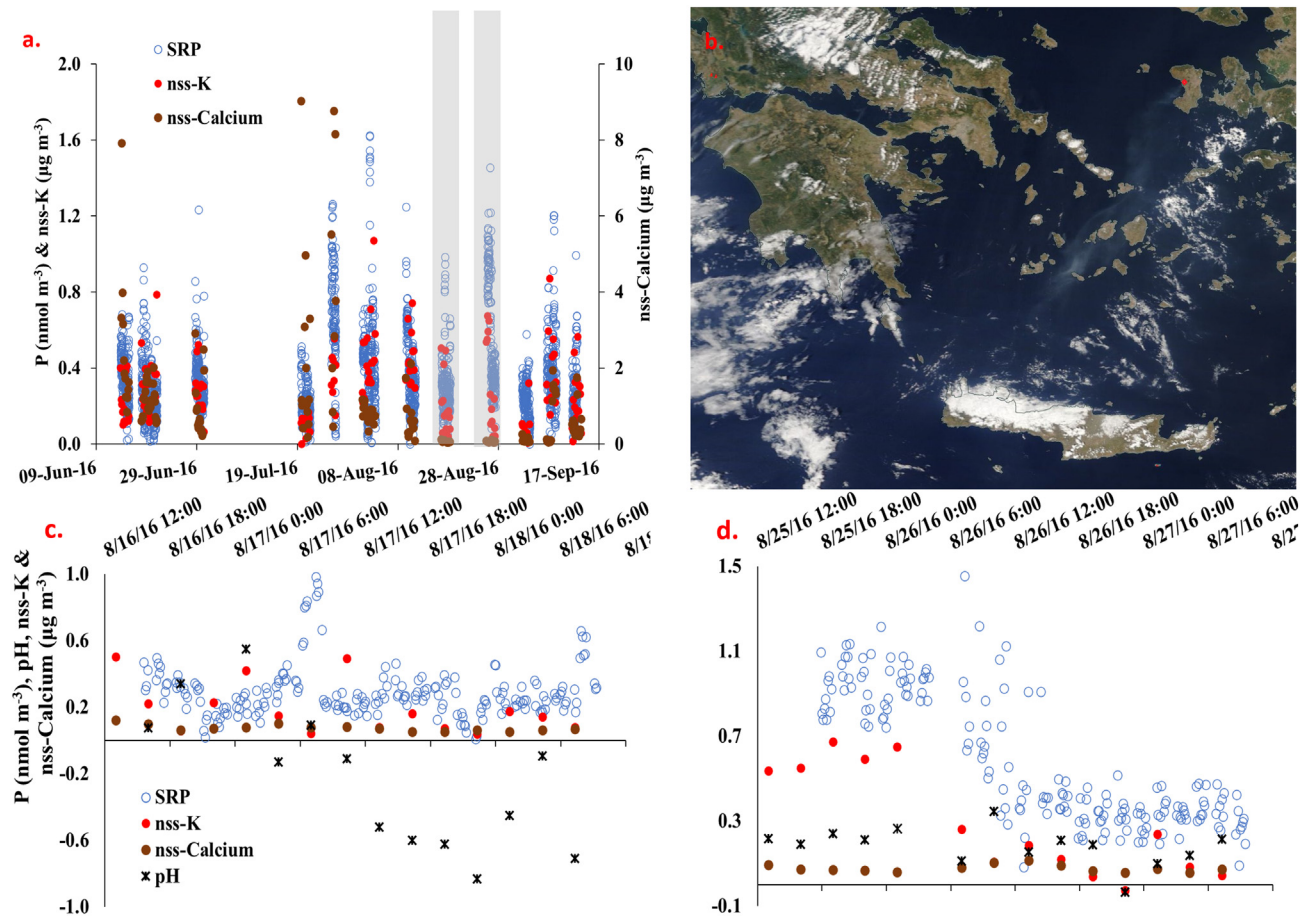 a.
SRP
nss-K
nss-Calcium
P (nmol m⁻³) & nss-K (µg m⁻³)
2.0
1.6
1.2
0.8
0.4
0.0
10
8
6
4
2
0
nss-Calcium (µg m⁻³)
09-Jun-16
29-Jun-16
19-Jul-16
08-Aug-16
28-Aug-16
17-Sep-16
b.
c.
8/16/16 12:00
8/16/16 18:00
8/17/16 0:00
8/17/16 6:00
8/17/16 12:00
8/17/16 18:00
8/18/16 0:00
8/18/16 6:00
8/18
P (nmol m⁻³), pH, nss-K &
nss-Calcium (µg m⁻³)
1.0
0.6
0.2
-0.2
-0.6
-1.0
SRP
nss-K
nss-Calcium
pH
d.
8/25/16 12:00
8/25/16 18:00
8/26/16 0:00
8/26/16 6:00
8/26/16 12:00
8/26/16 18:00
8/27/16 0:00
8/27/16 6:00
8/27
1.5
1.1
0.7
0.3
-0.1